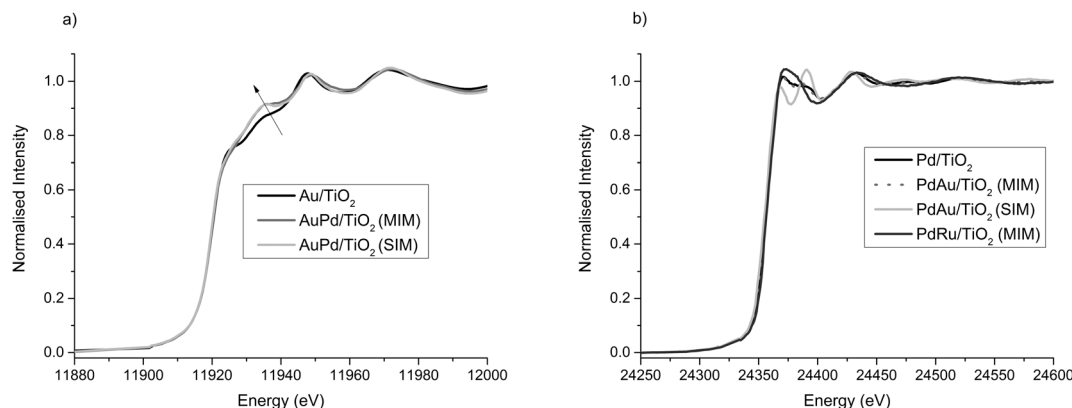 a)
Normalised Intensity
1.0
0.8
0.6
0.4
0.2
0.0
Au/TiO₂
AuPd/TiO₂ (MIM)
AuPd/TiO₂ (SIM)
11880 11900 11920 11940 11960 11980 12000
Energy (eV)
b)
Normalised Intensity
1.0
0.8
0.6
0.4
0.2
0.0
Pd/TiO₂
PdAu/TiO₂ (MIM)
PdAu/TiO₂ (SIM)
PdRu/TiO₂ (MIM)
24250 24300 24350 24400 24450 24500 24550 24600
Energy (eV)